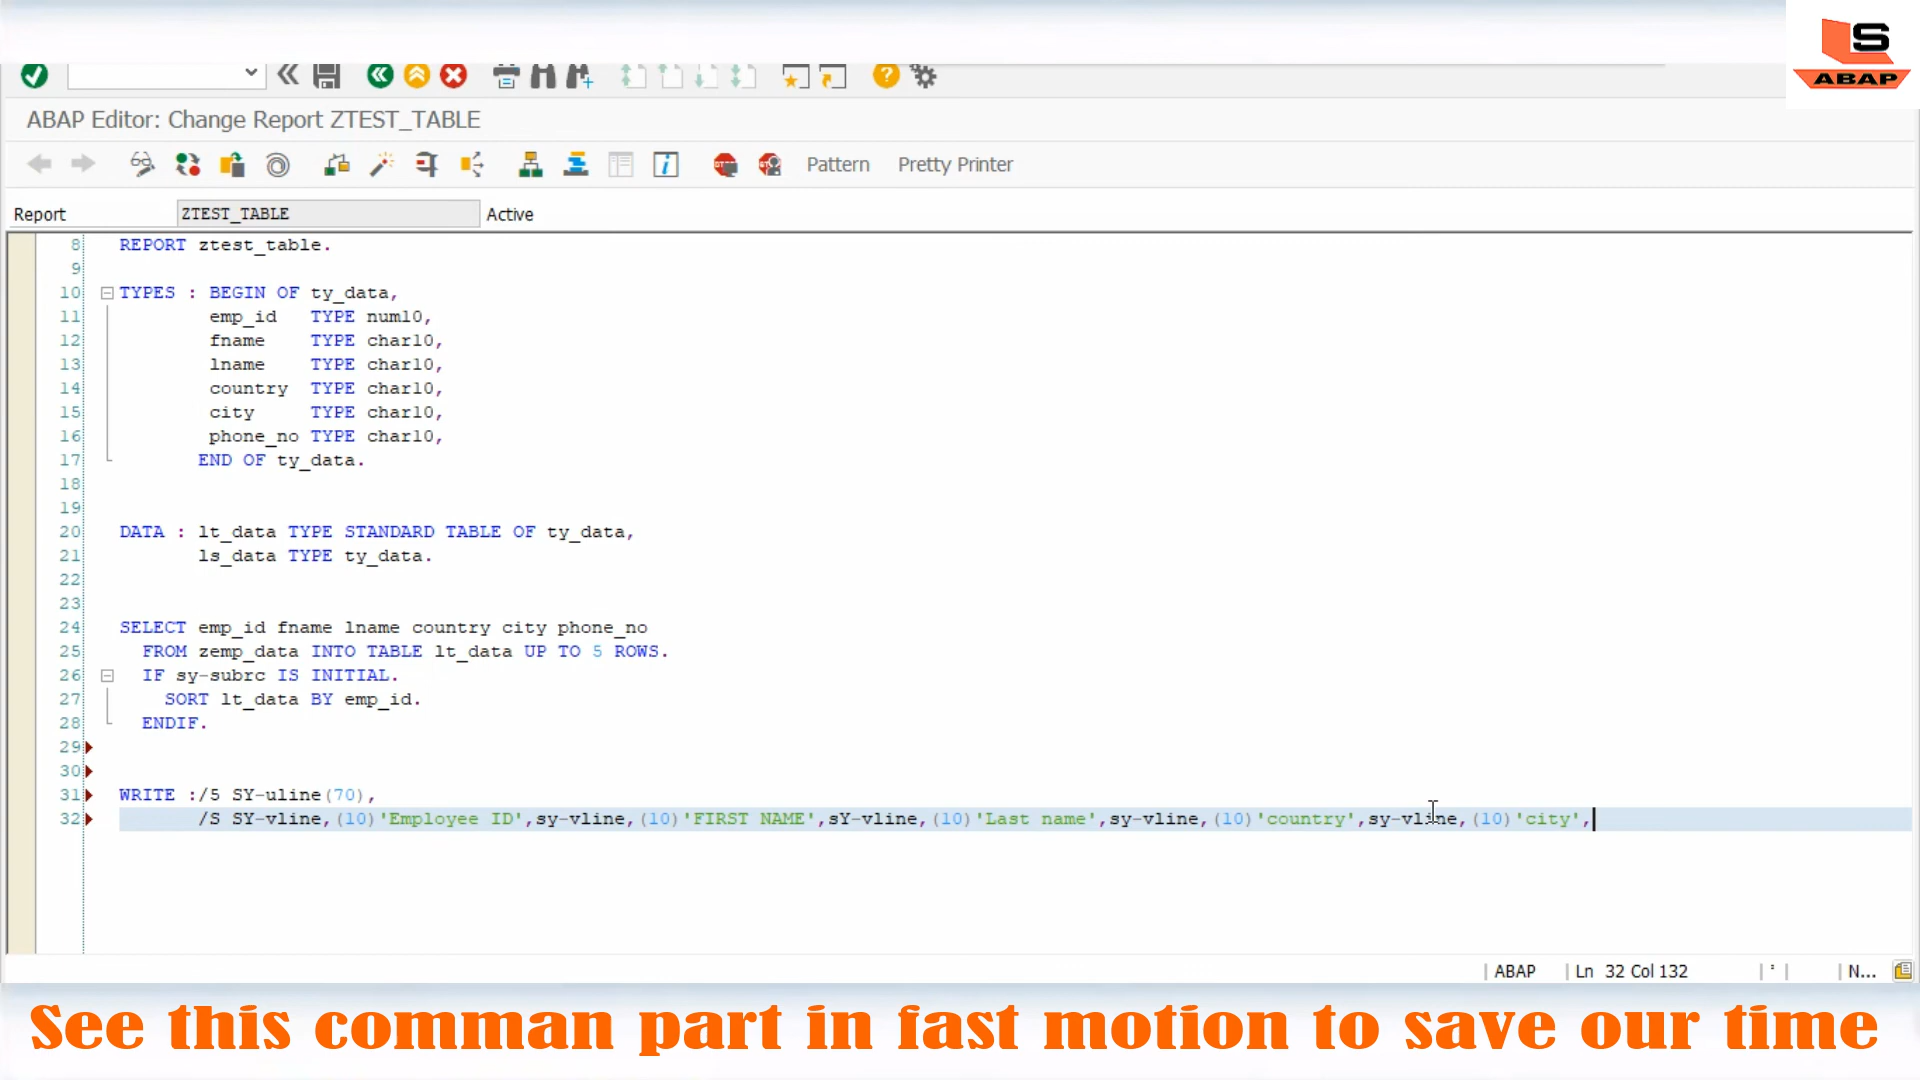 S
ABAP
ABAP Editor: Change Report ZTEST_TABLE
Pattern Pretty Printer
Report ZTEST_TABLE Active
8 REPORT ztest_table.
9
10 TYPES : BEGIN OF ty_data,
11 emp_id TYPE num10,
12 fname TYPE char10,
13 lname TYPE char10,
14 country TYPE char10,
15 city TYPE char10,
16 phone_no TYPE char10,
17 END OF ty_data.
18
19
20 DATA : lt_data TYPE STANDARD TABLE OF ty_data,
21 ls_data TYPE ty_data.
22
23
24 SELECT emp_id fname lname country city phone_no
25 FROM zemp_data INTO TABLE lt_data UP TO 5 ROWS.
26 IF sy-subrc IS INITIAL.
27 SORT lt_data BY emp_id.
28 ENDIF.
29
30
31 WRITE :/5 SY-uline(70),
32 /S SY-vline,(10)'Employee ID',sy-vline,(10)'FIRST NAME',sY-vline,(10)'Last name',sy-vline,(10)'country',sy-vline,(10)'city',
ABAP Ln 32 Col 132 N...
See this comman part in fast motion to save our time